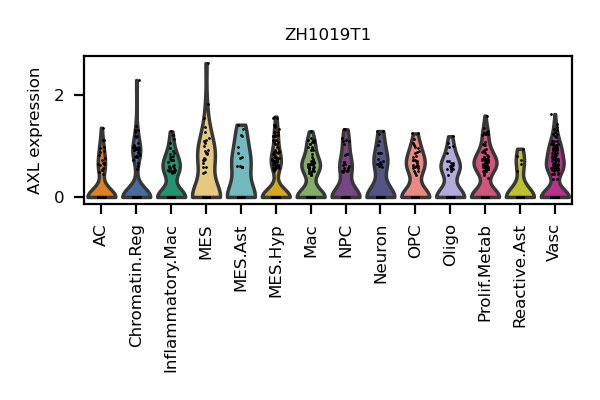 ZH1019T1
AXL expression
2
0
AC
Chromatin.Reg
Inflammatory.Mac
MES
MES.Ast
MES.Hyp
Mac
NPC
Neuron
OPC
Oligo
Prolif.Metab
Reactive.Ast
Vasc